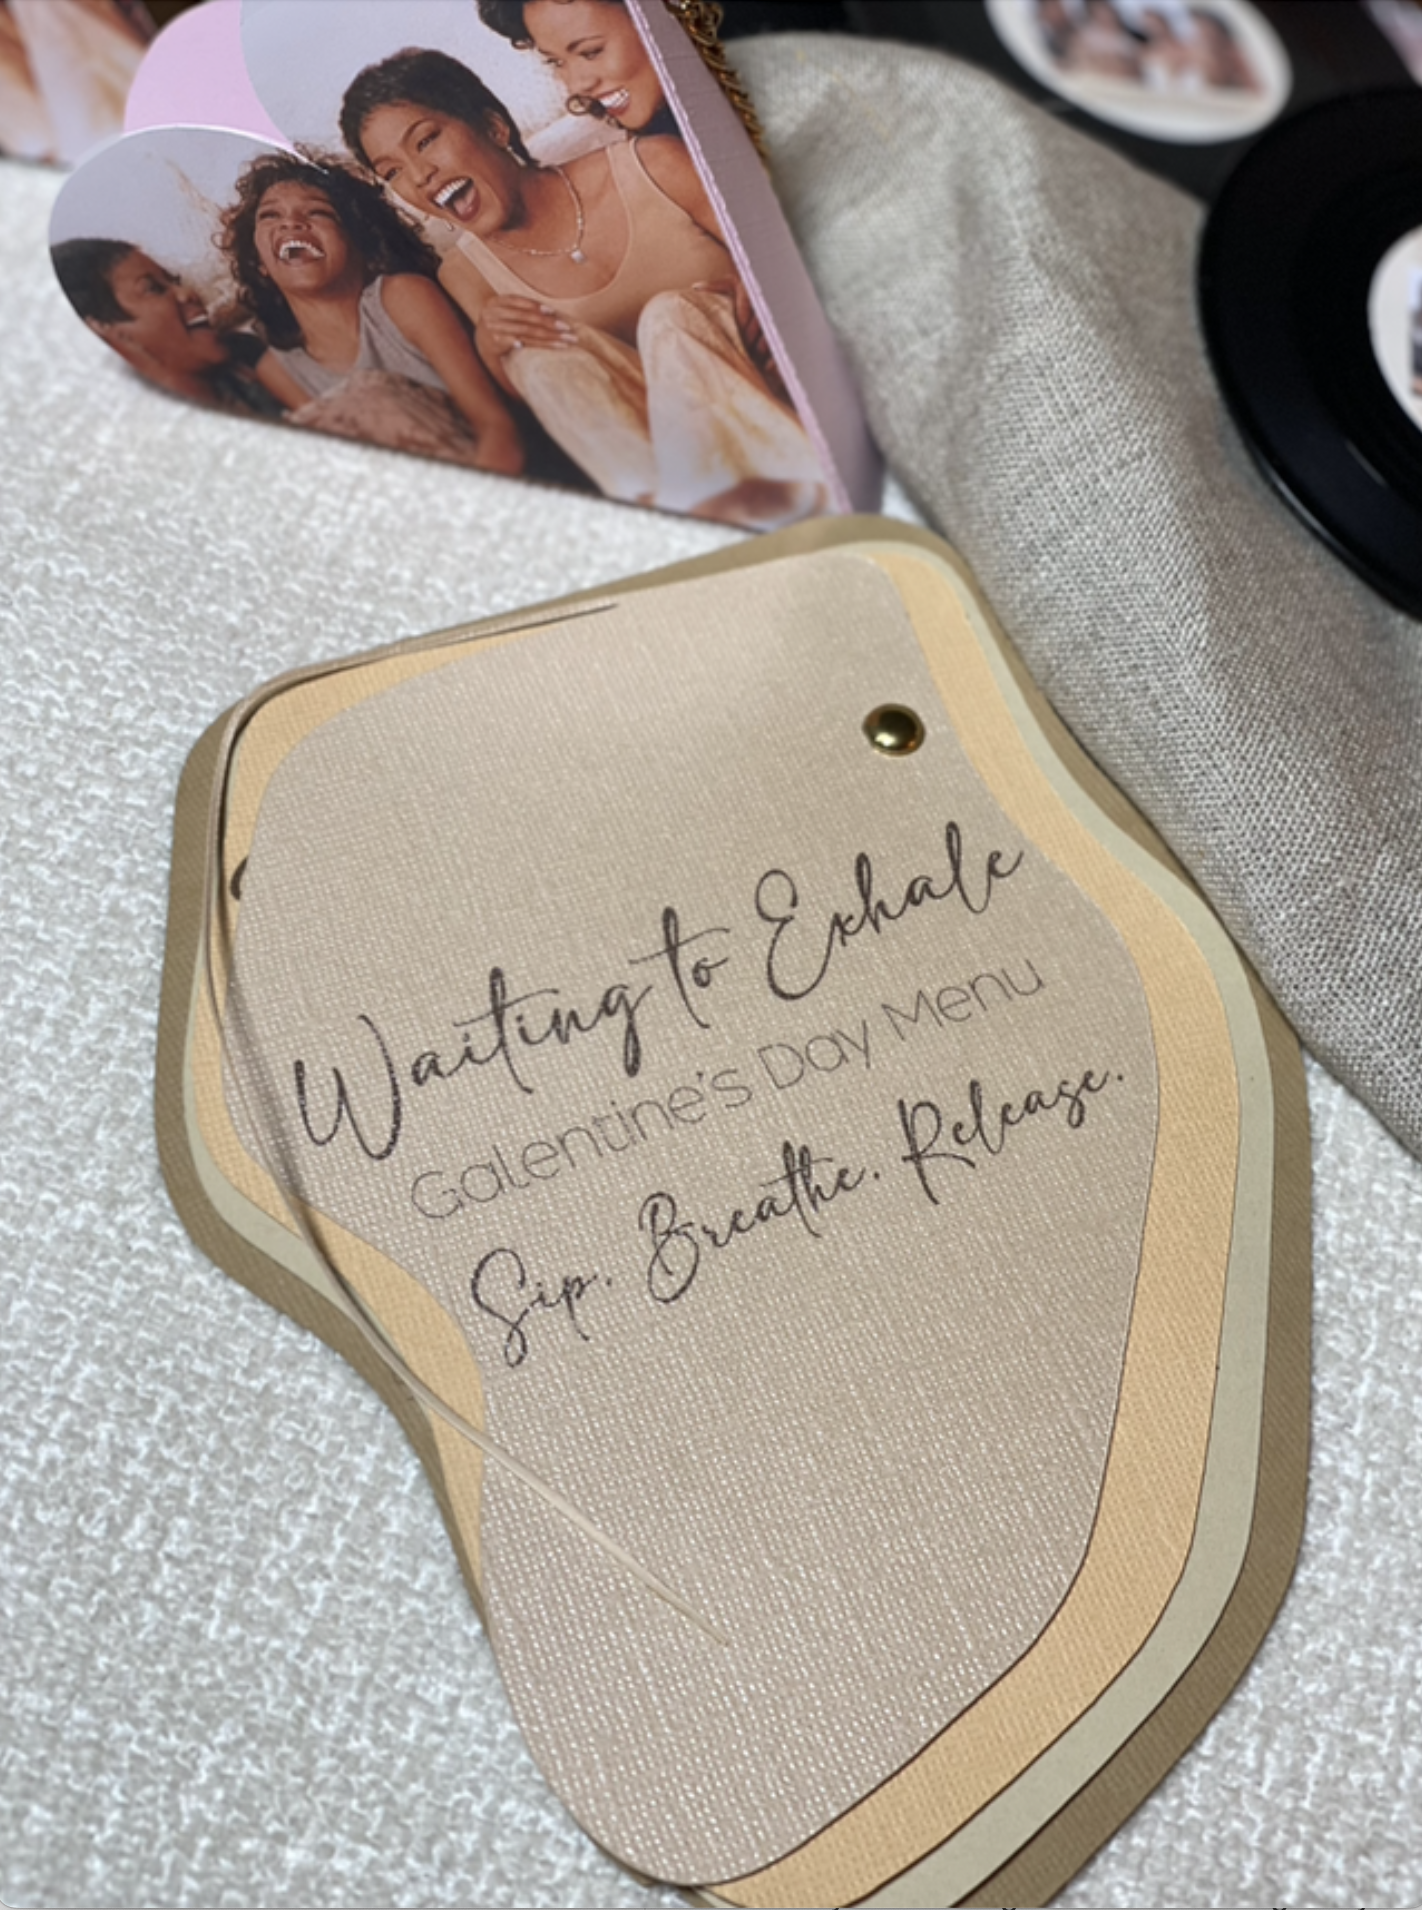 Waiting to Exhale
Galentine's Day Menu
Sip. Breathe. Release.